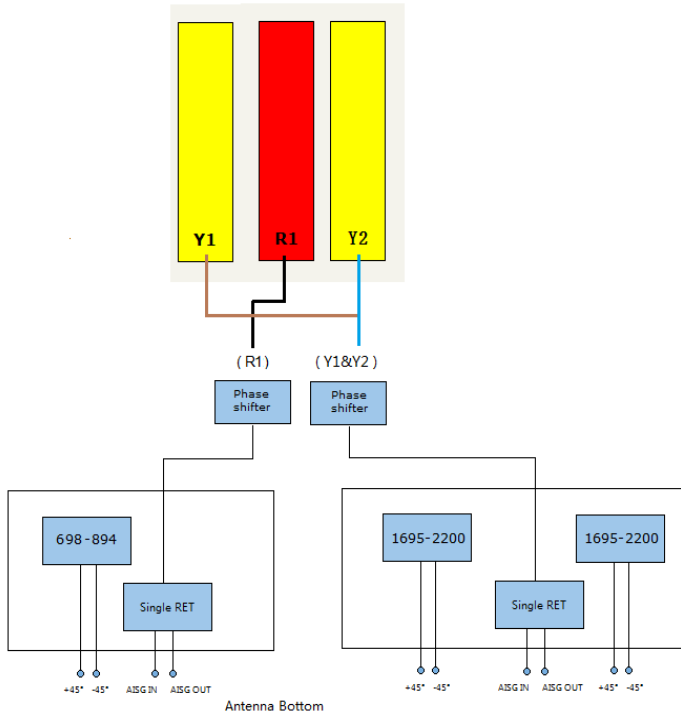 Y1 R1 Y2
(R1) (Y1&Y2)
Phase
shifter
Phase
shifter
698-894
1695-2200
1695-2200
Single RET
Single RET
+45° -45° AISG IN AISG OUT
+45° -45° AISG IN AISG OUT +45° -45°
Antenna Bottom